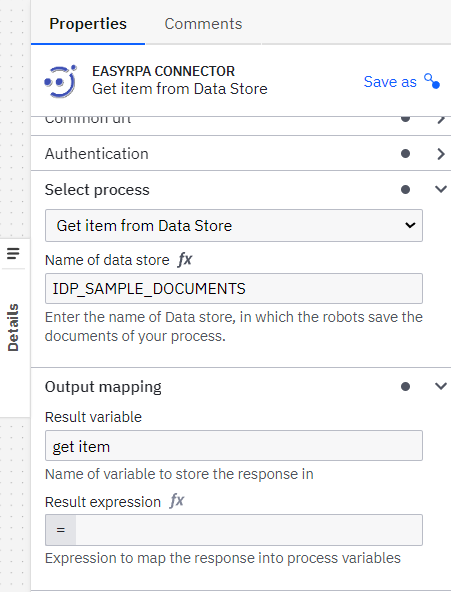 Properties
Comments
EASYRPA CONNECTOR
Get item from Data Store
Save as
Common url
Authentication
Select process
Get item from Data Store
Name of data store fx
IDP_SAMPLE_DOCUMENTS
Enter the name of Data store, in which the robots save the
documents of your process.
Details
Output mapping
Result variable
get item
Name of variable to store the response in
Result expression fx
=
Expression to map the response into process variables